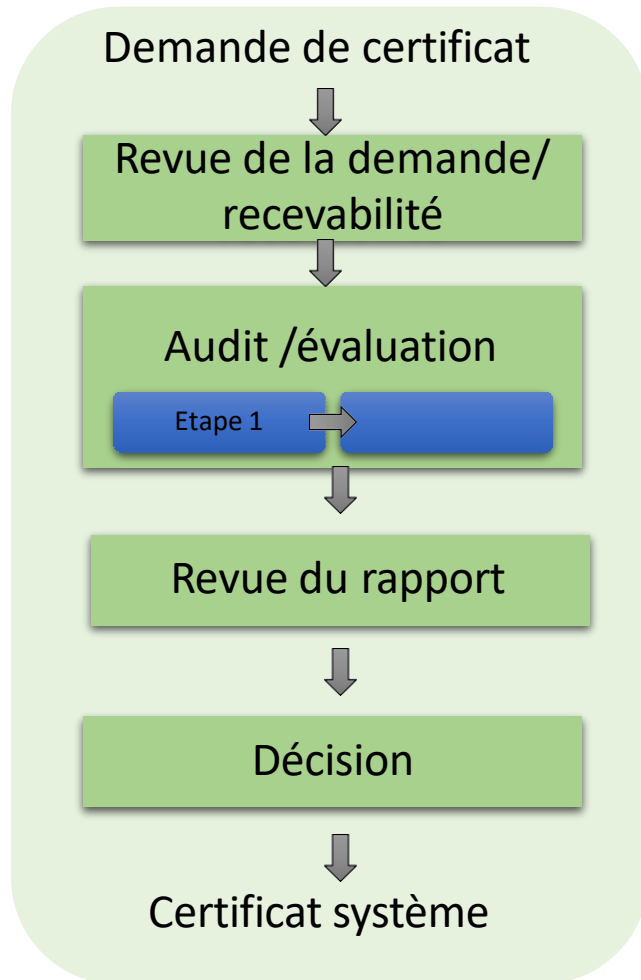 Demande de certificat
Revue de la demande/
recevabilité
Audit /évaluation
Etape 1
Revue du rapport
Décision
Certificat système